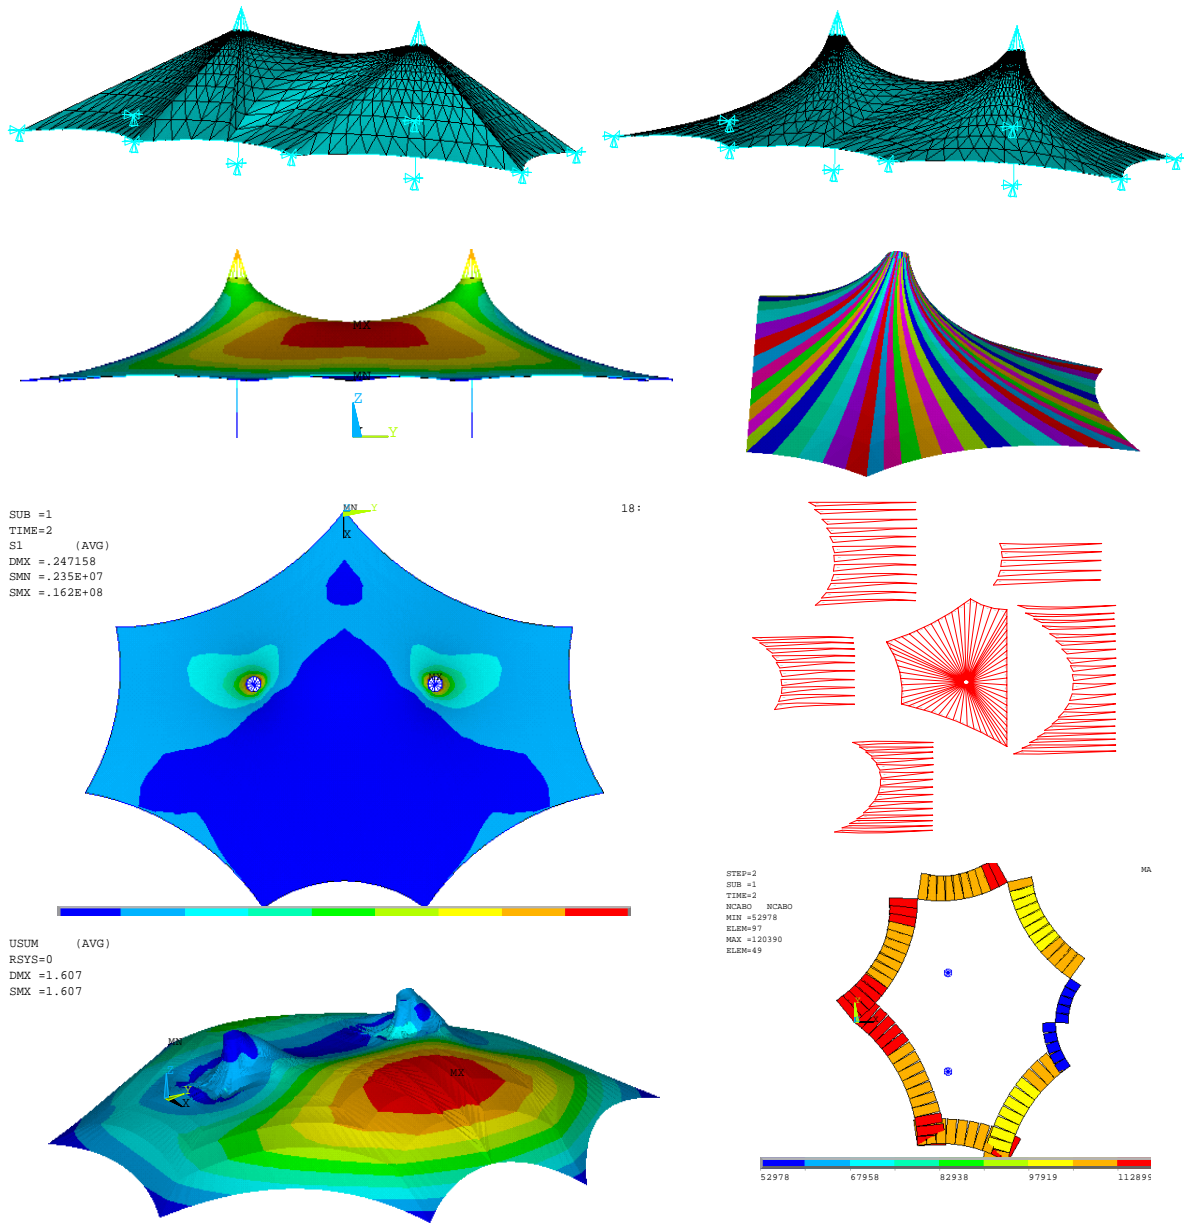 MX
MN
Z
Y
SUB =1
TIME=2
S1 (AVG)
DMX =.247158
SMN =.235E+07
SMX =.162E+08
MN
Y
X
MX
18:
USUM (AVG)
RSYS=0
DMX =1.607
SMX =1.607
MN
MX
Y
X
STEP=2
SUB =1
TIME=2
NCABO NCABO
MIN =52978
ELEM=97
MAX =120390
ELEM=49
MA
52978 67958 82938 97919 112899